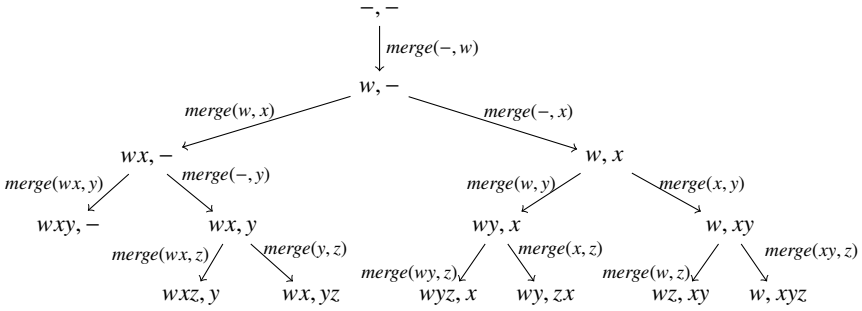 −, −
merge(−, w)
w, −
merge(w, x) merge(−, x)
wx, − w, x
merge(wx, y) merge(−, y) merge(w, y) merge(x, y)
wxy, − wx, y wy, x w, xy
merge(wx, z) merge(y, z) merge(wy, z) merge(x, z) merge(w, z) merge(xy, z)
wxz, y wx, yz wyz, x wy, zx wz, xy w, xyz